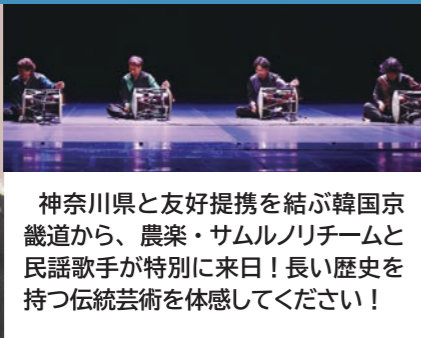 神奈川県と友好提携を結ぶ韓国京
畿道から、農楽・サムルノリチームと
民謡歌手が特別に来日！長い歴史を
持つ伝統芸術を体感してください！